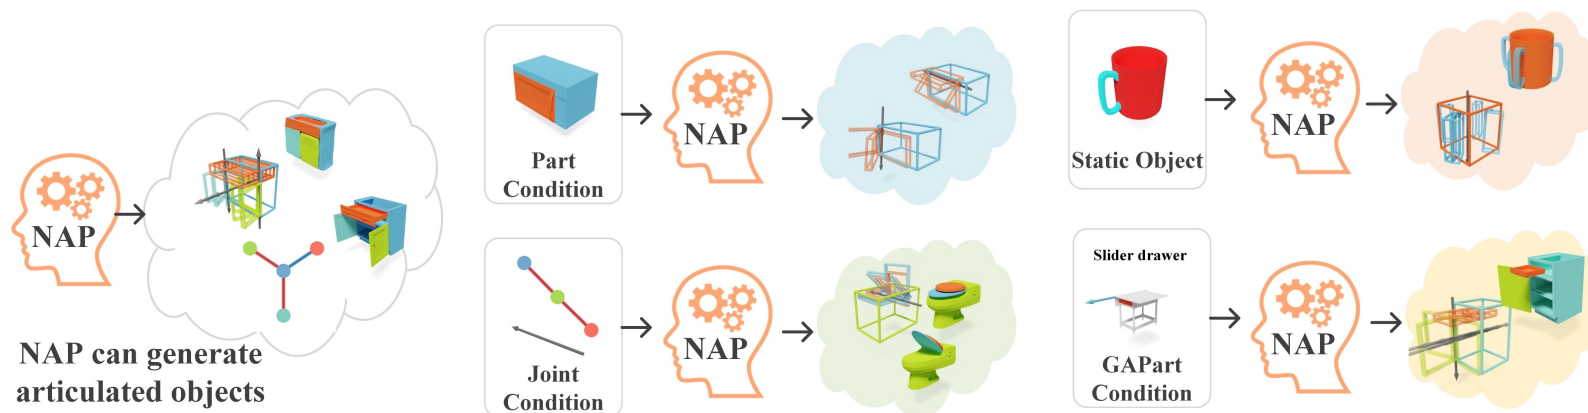 NAP
NAP can generate
articulated objects
Part
Condition
NAP
Joint
Condition
NAP
Static Object
NAP
Slider drawer
GAPart
Condition
NAP